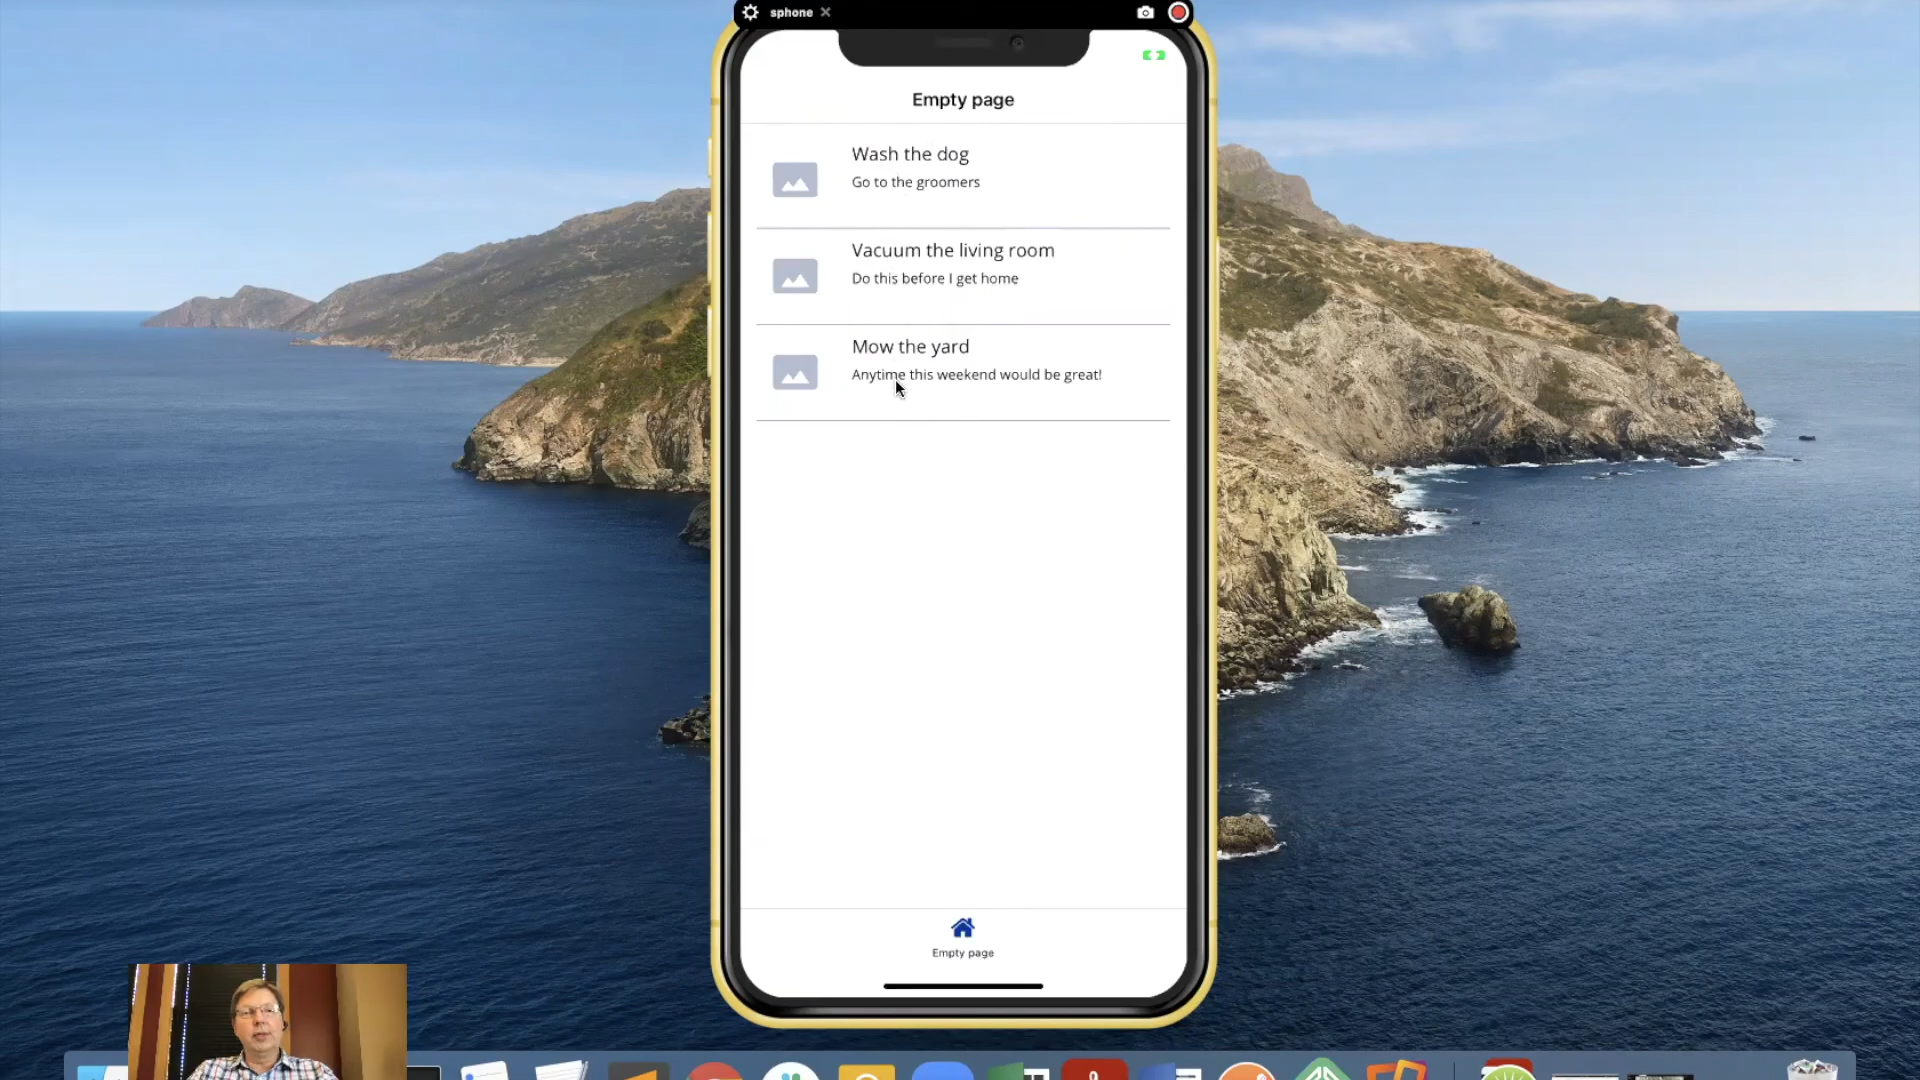 sphone
Empty page
Wash the dog
Go to the groomers
Vacuum the living room
Do this before I get home
Mow the yard
Anytime this weekend would be great!
Empty page